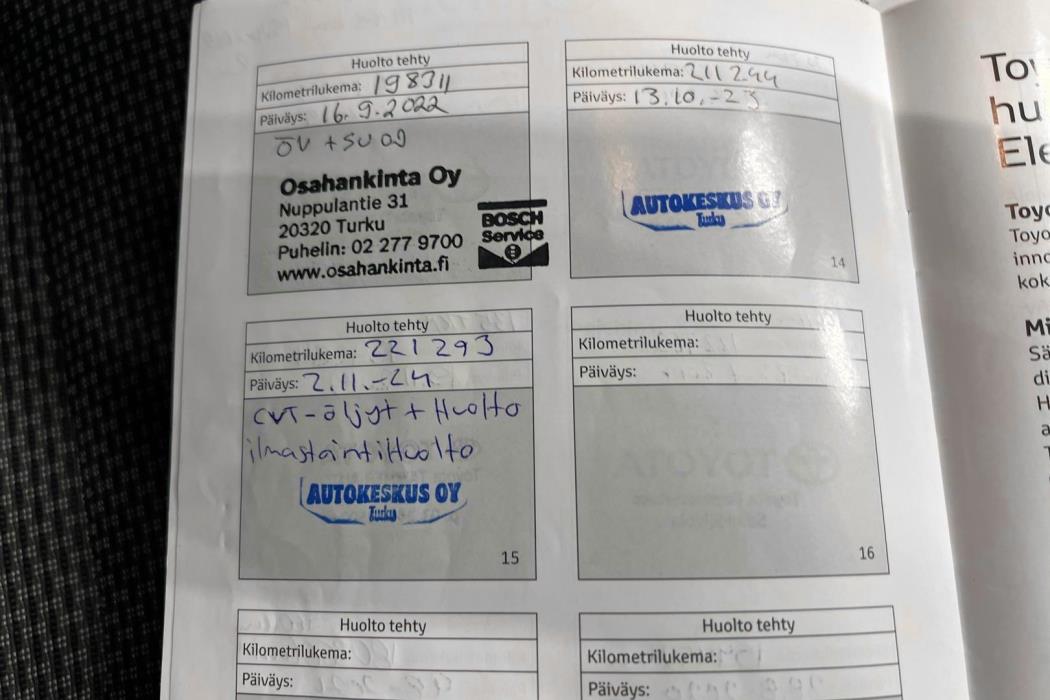 Huolto tehty
Kilometrilukema: 198311
Päiväys: 16.9.2022
ÖV + SUOD
Osahankinta Oy
Nuppulantie 31
20320 Turku
Puhelin: 02 277 9700
www.osahankinta.fi
BOSCH
Service
Huolto tehty
Kilometrilukema: 211244
Päiväys: 13.10.-23
AUTOKESKUS OY
Turku
14
Huolto tehty
Kilometrilukema: 221293
Päiväys: 2.11.-24
CVT-öljyt + Huolto
ilmastointiHuolto
AUTOKESKUS OY
Turku
15
Huolto tehty
Kilometrilukema:
Päiväys:
16
Huolto tehty
Kilometrilukema:
Päiväys:
Huolto tehty
Kilometrilukema:
Päiväys: